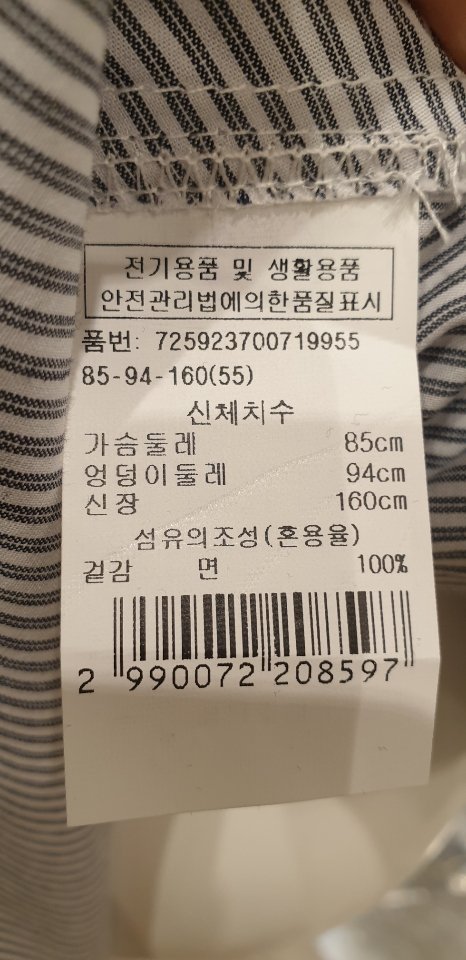 전기용품 및 생활용품
안전관리법에의한품질표시
품번: 725923700719955
85-94-160(55)
신체치수
가슴둘레 85cm
엉덩이둘레 94cm
신장 160cm
섬유의조성(혼용율)
겉감 면 100%
2 990072 208597